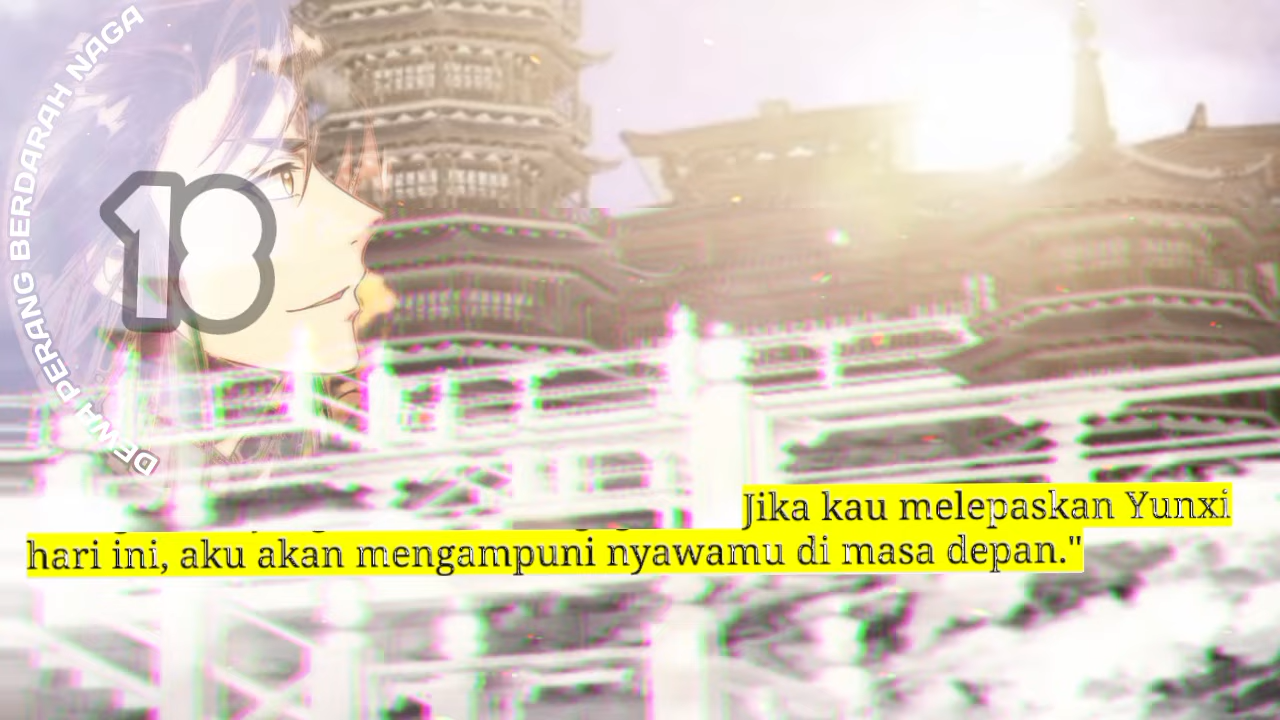 DEWA PERANG BERDARAH NAGA
18
Jika kau melepaskan Yunxi
hari ini, aku akan mengampuni nyawamu di masa depan."